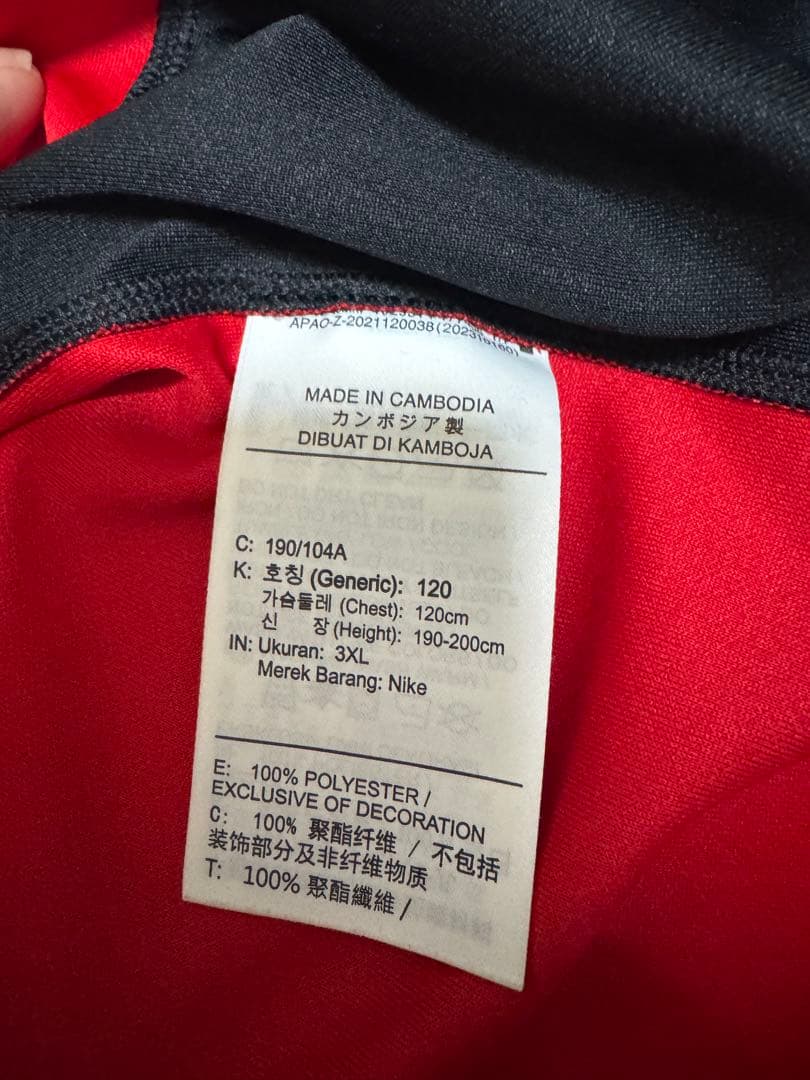 APAO-Z-2021120038
MADE IN CAMBODIA
カンボジア製
DIBUAT DI KAMBOJA
C: 190/104A
K: 호칭 (Generic): 120
가슴둘레 (Chest): 120cm
신 장 (Height): 190-200cm
IN: Ukuran: 3XL
Merek Barang: Nike
E: 100% POLYESTER /
EXCLUSIVE OF DECORATION
C: 100% 聚酯纤维 / 不包括
装饰部分及非纤维物质
T: 100% 聚酯纖維 /